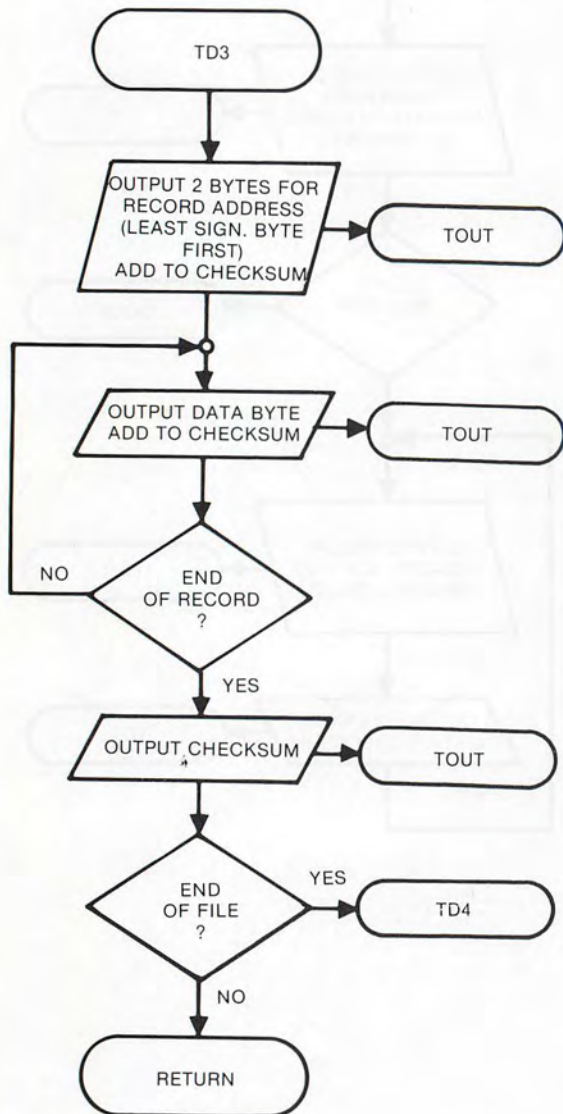 TD3
OUTPUT 2 BYTES FOR
RECORD ADDRESS
(LEAST SIGN. BYTE
FIRST)
ADD TO CHECKSUM
TOUT
OUTPUT DATA BYTE
ADD TO CHECKSUM
TOUT
NO
END
OF RECORD
?
YES
OUTPUT CHECKSUM
TOUT
END
OF FILE
?
YES
TD4
NO
RETURN